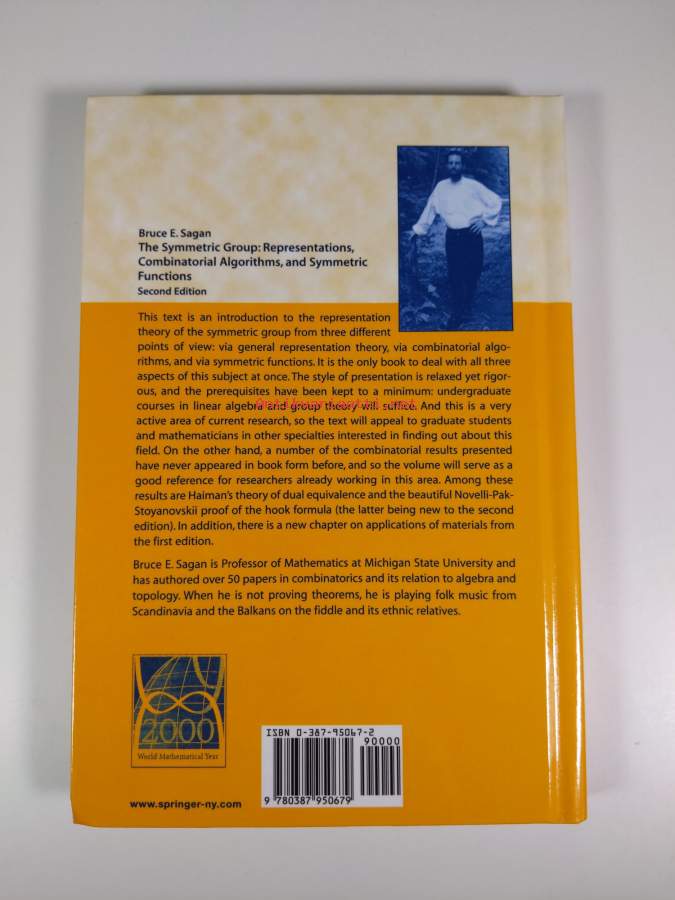 Bruce E. Sagan
The Symmetric Group: Representations,
Combinatorial Algorithms, and Symmetric
Functions
Second Edition
This text is an introduction to the representation
theory of the symmetric group from three different
points of view: via general representation theory, via combinatorial algo-
rithms, and via symmetric functions. It is the only book to deal with all three
aspects of this subject at once. The style of presentation is relaxed yet rigor-
ous, and the prerequisites have been kept to a minimum: undergraduate
courses in linear algebra and group theory will suffice. And this is a very
active area of current research, so the text will appeal to graduate students
and mathematicians in other specialties interested in finding out about this
field. On the other hand, a number of the combinatorial results presented
have never appeared in book form before, and so the volume will serve as a
good reference for researchers already working in this area. Among these
results are Haiman's theory of dual equivalence and the beautiful Novelli-Pak-
Stoyanovskii proof of the hook formula (the latter being new to the second
edition). In addition, there is a new chapter on applications of materials from
the first edition.
Bruce E. Sagan is Professor of Mathematics at Michigan State University and
has authored over 50 papers in combinatorics and its relation to algebra and
topology. When he is not proving theorems, he is playing folk music from
Scandinavia and the Balkans on the fiddle and its ethnic relatives.
2000
World Mathematical Year
ISBN 0-387-95067-2
90000
9 780387 950679
www.springer-ny.com